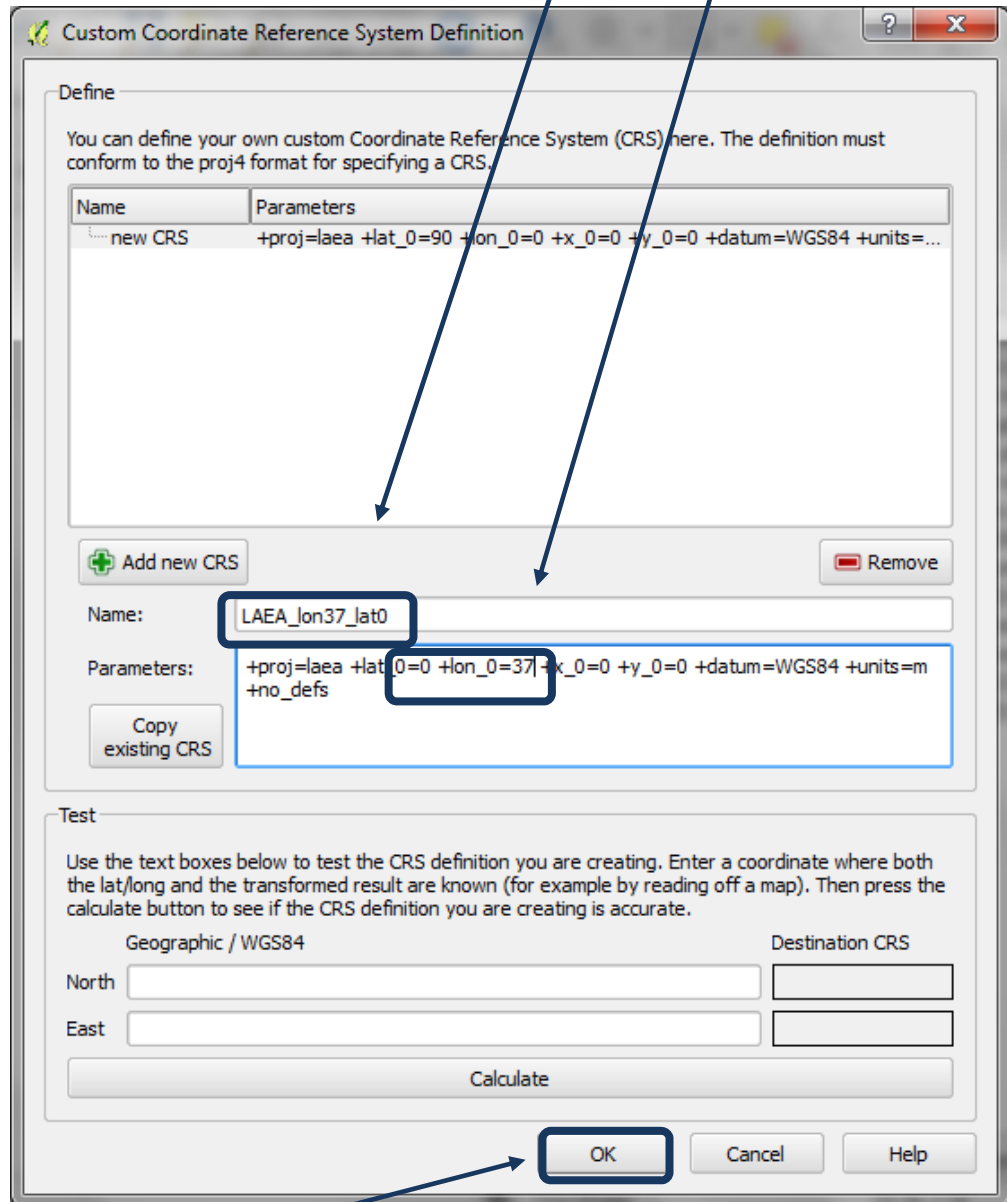 Custom Coordinate Reference System Definition
Define
You can define your own custom Coordinate Reference System (CRS) here. The definition must
conform to the proj4 format for specifying a CRS.
Name Parameters
new CRS +proj=laea +lat_0=90 +lon_0=0 +x_0=0 +y_0=0 +datum=WGS84 +units=...
Add new CRS Remove
Name: LAEA_lon37_lat0
Parameters: +proj=laea +lat_0=0 +lon_0=37 +x_0=0 +y_0=0 +datum=WGS84 +units=m
+no_defs
Copy
existing CRS
Test
Use the text boxes below to test the CRS definition you are creating. Enter a coordinate where both
the lat/long and the transformed result are known (for example by reading off a map). Then press the
calculate button to see if the CRS definition you are creating is accurate.
Geographic / WGS84 Destination CRS
North
East
Calculate
OK Cancel Help